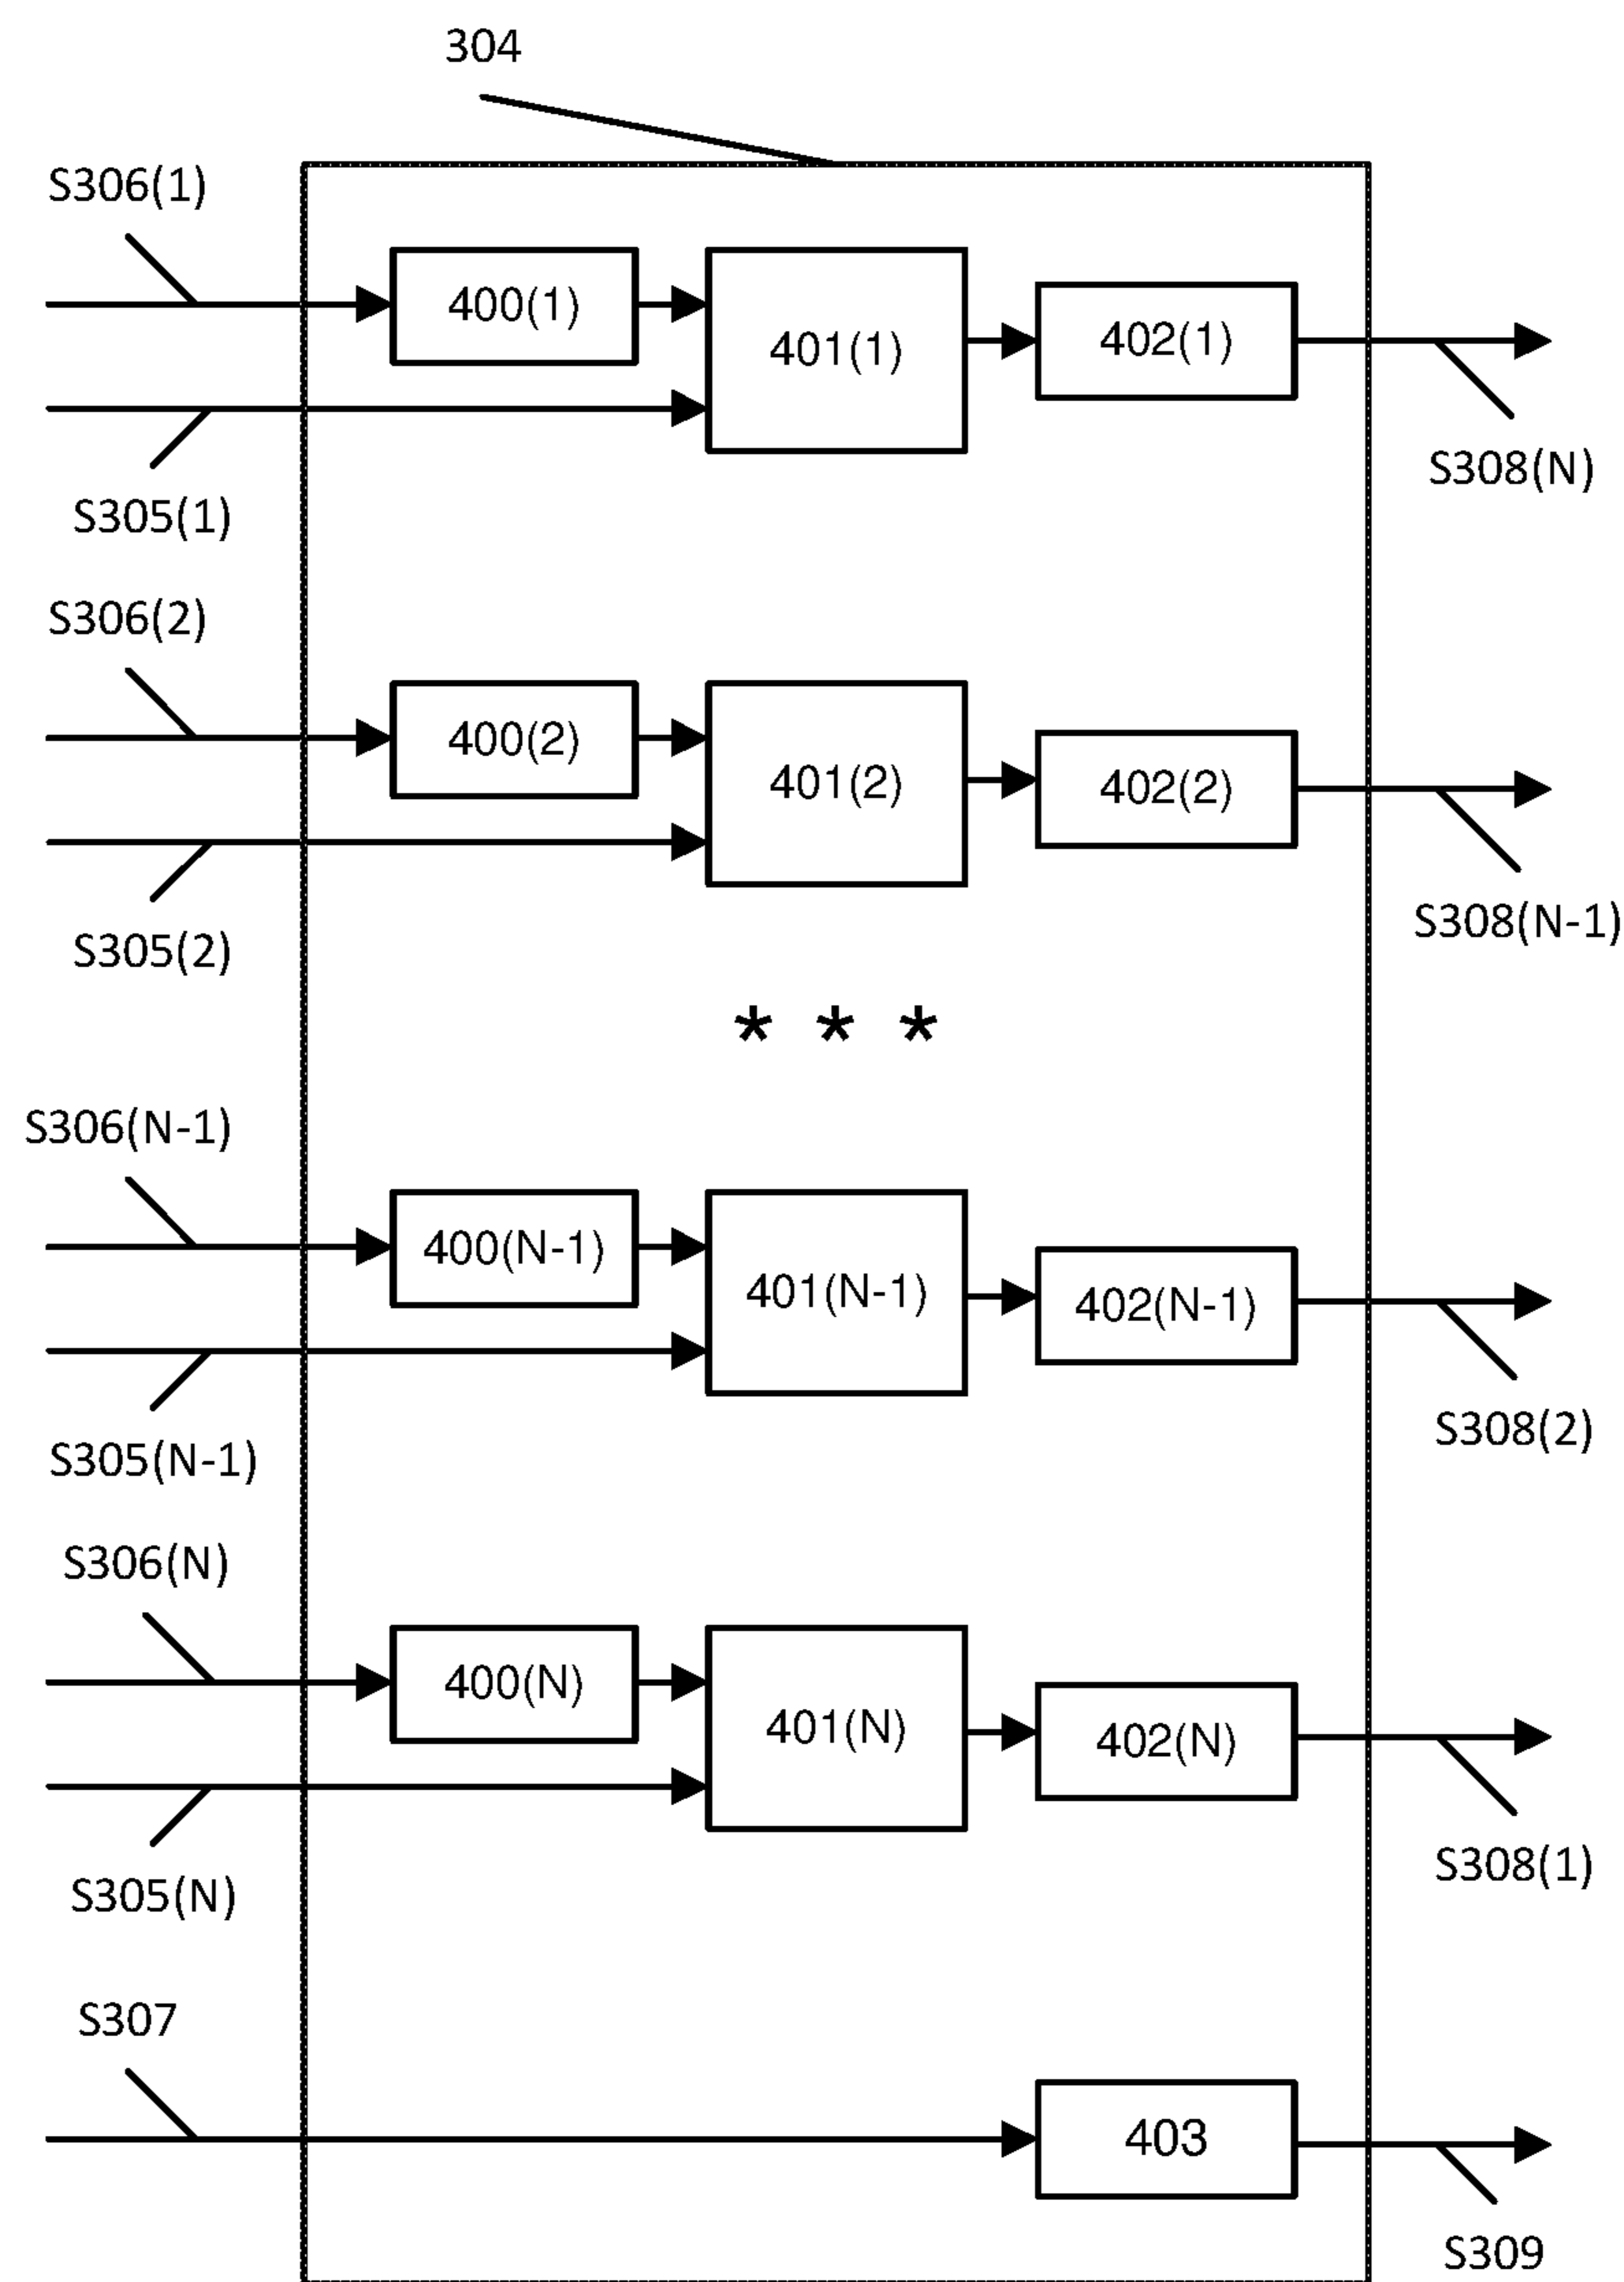 304
S306(1)
400(1)
401(1)
402(1)
S308(N)
S305(1)
S306(2)
400(2)
401(2)
402(2)
S308(N-1)
S305(2)
* * *
S306(N-1)
400(N-1)
401(N-1)
402(N-1)
S308(2)
S305(N-1)
S306(N)
400(N)
401(N)
402(N)
S308(1)
S305(N)
S307
403
S309